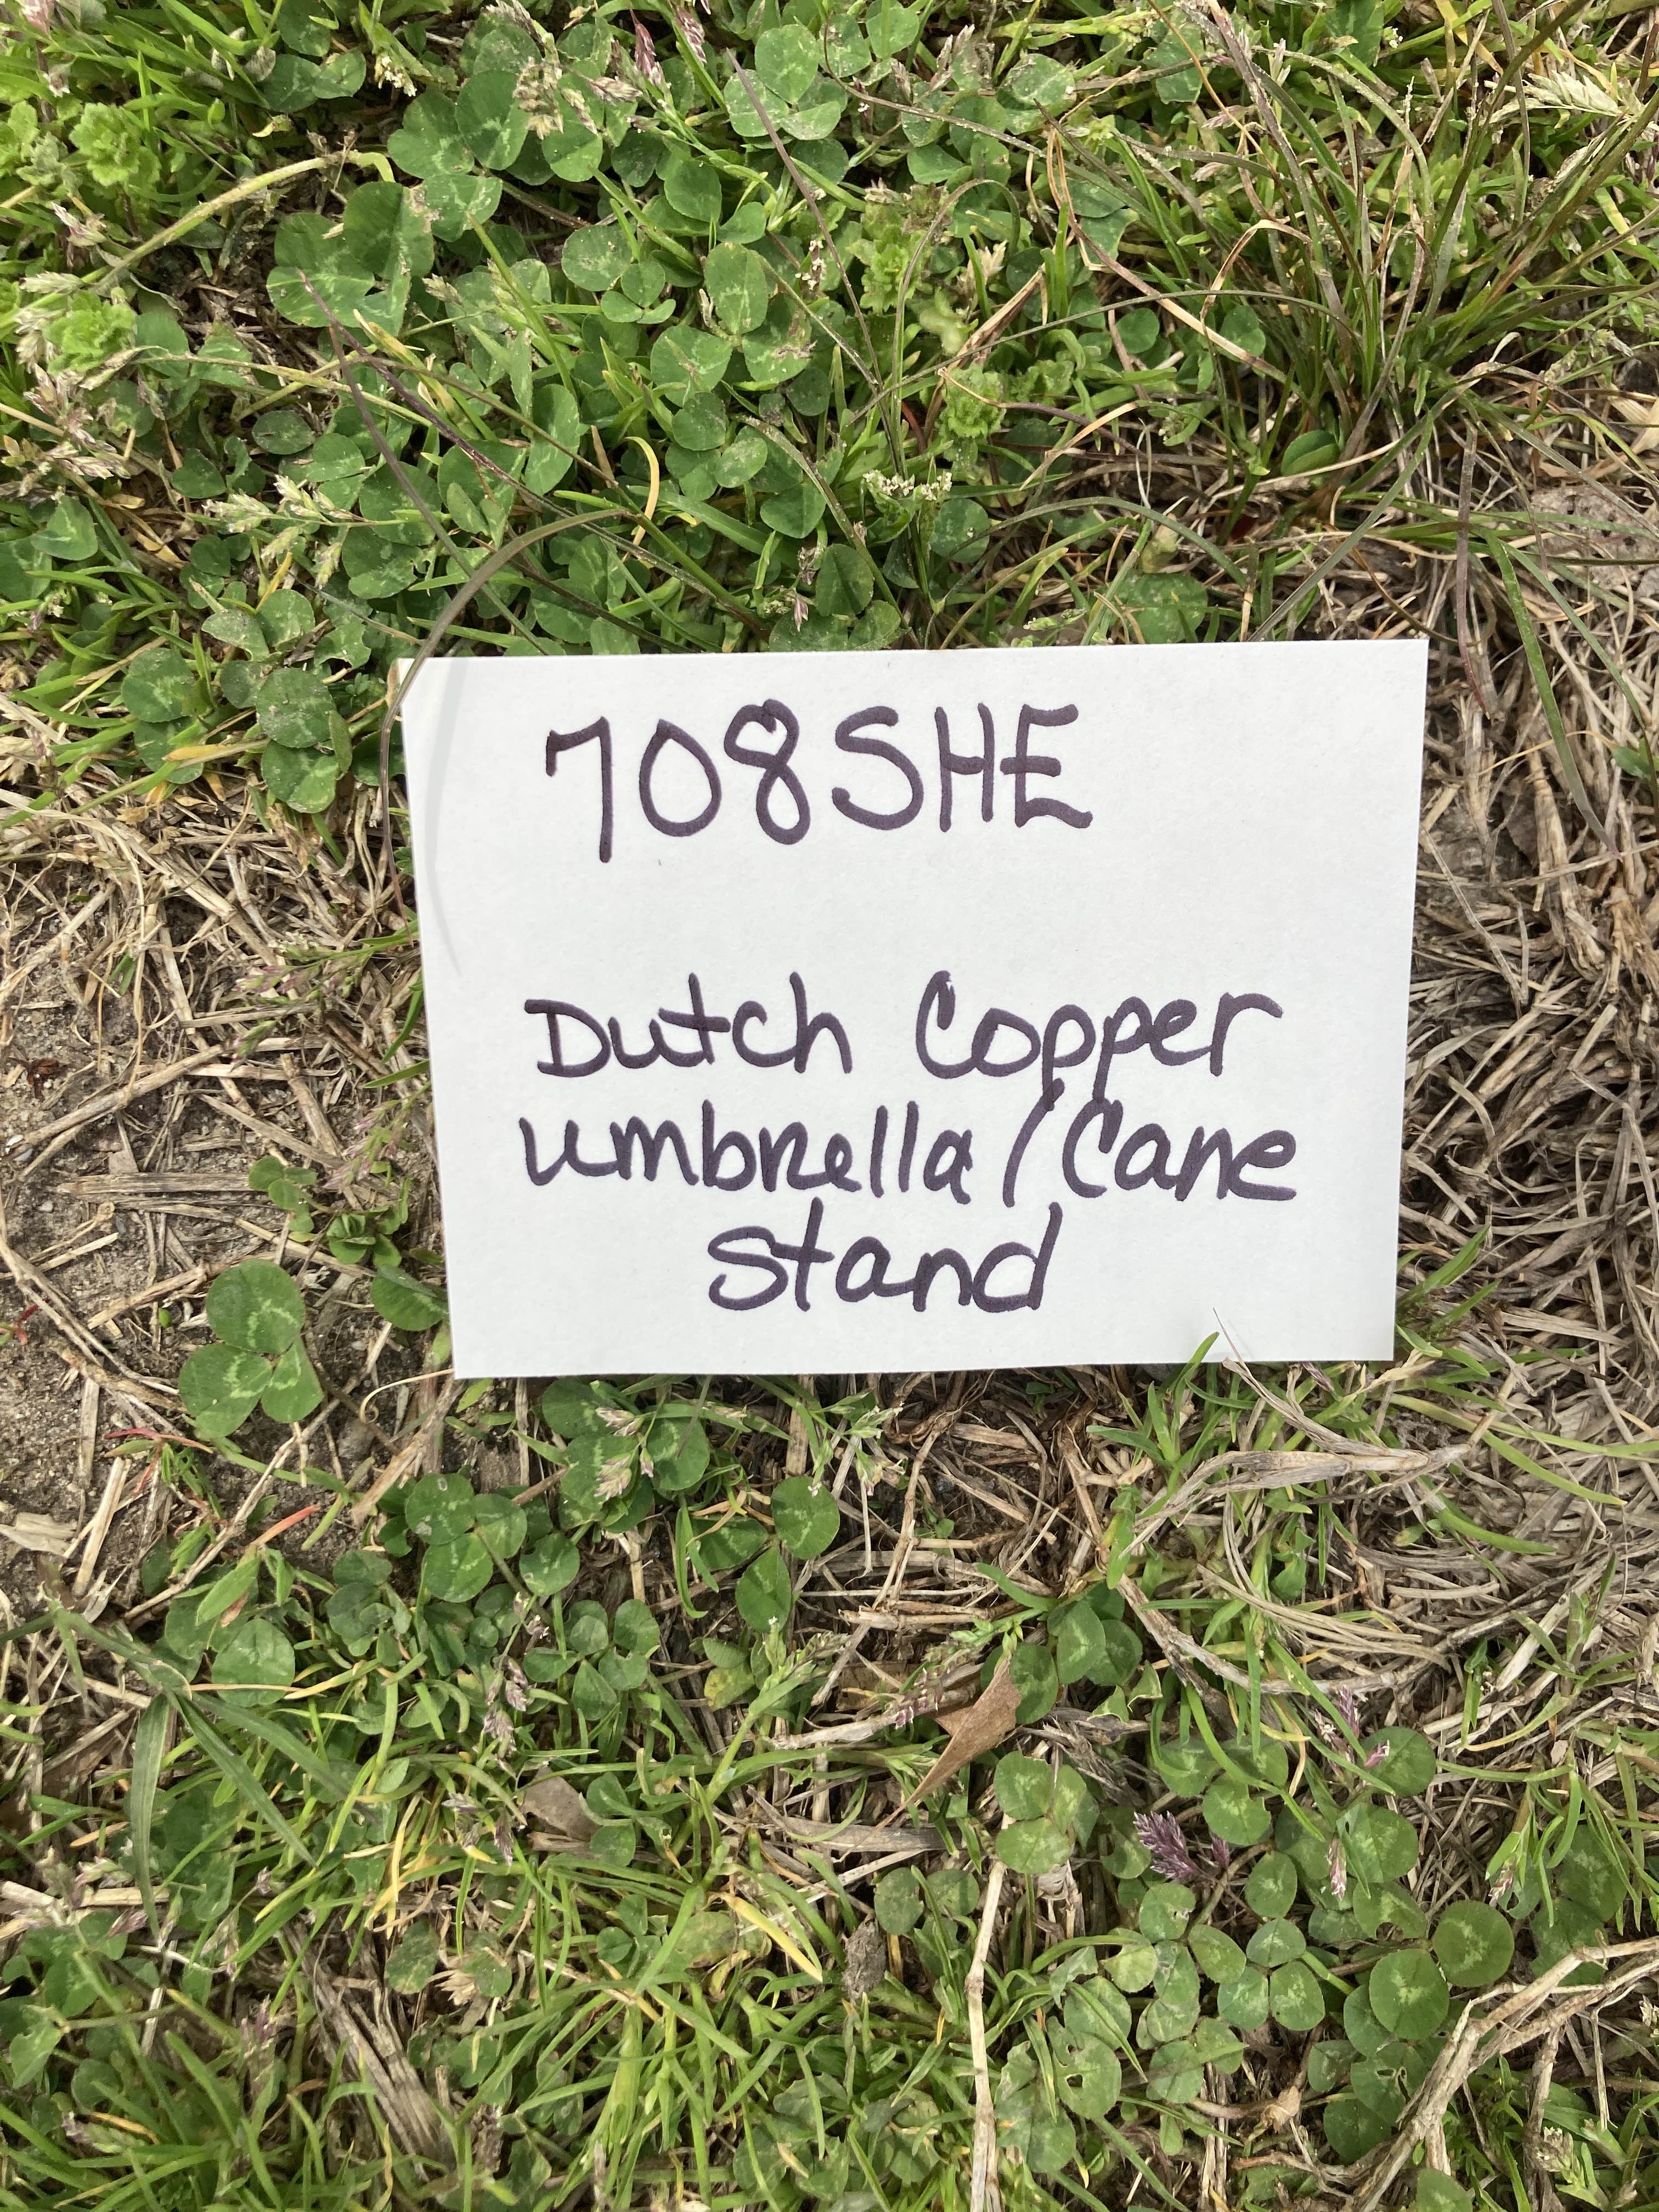 708SHE
Dutch Copper
umbrella/Cane
Stand